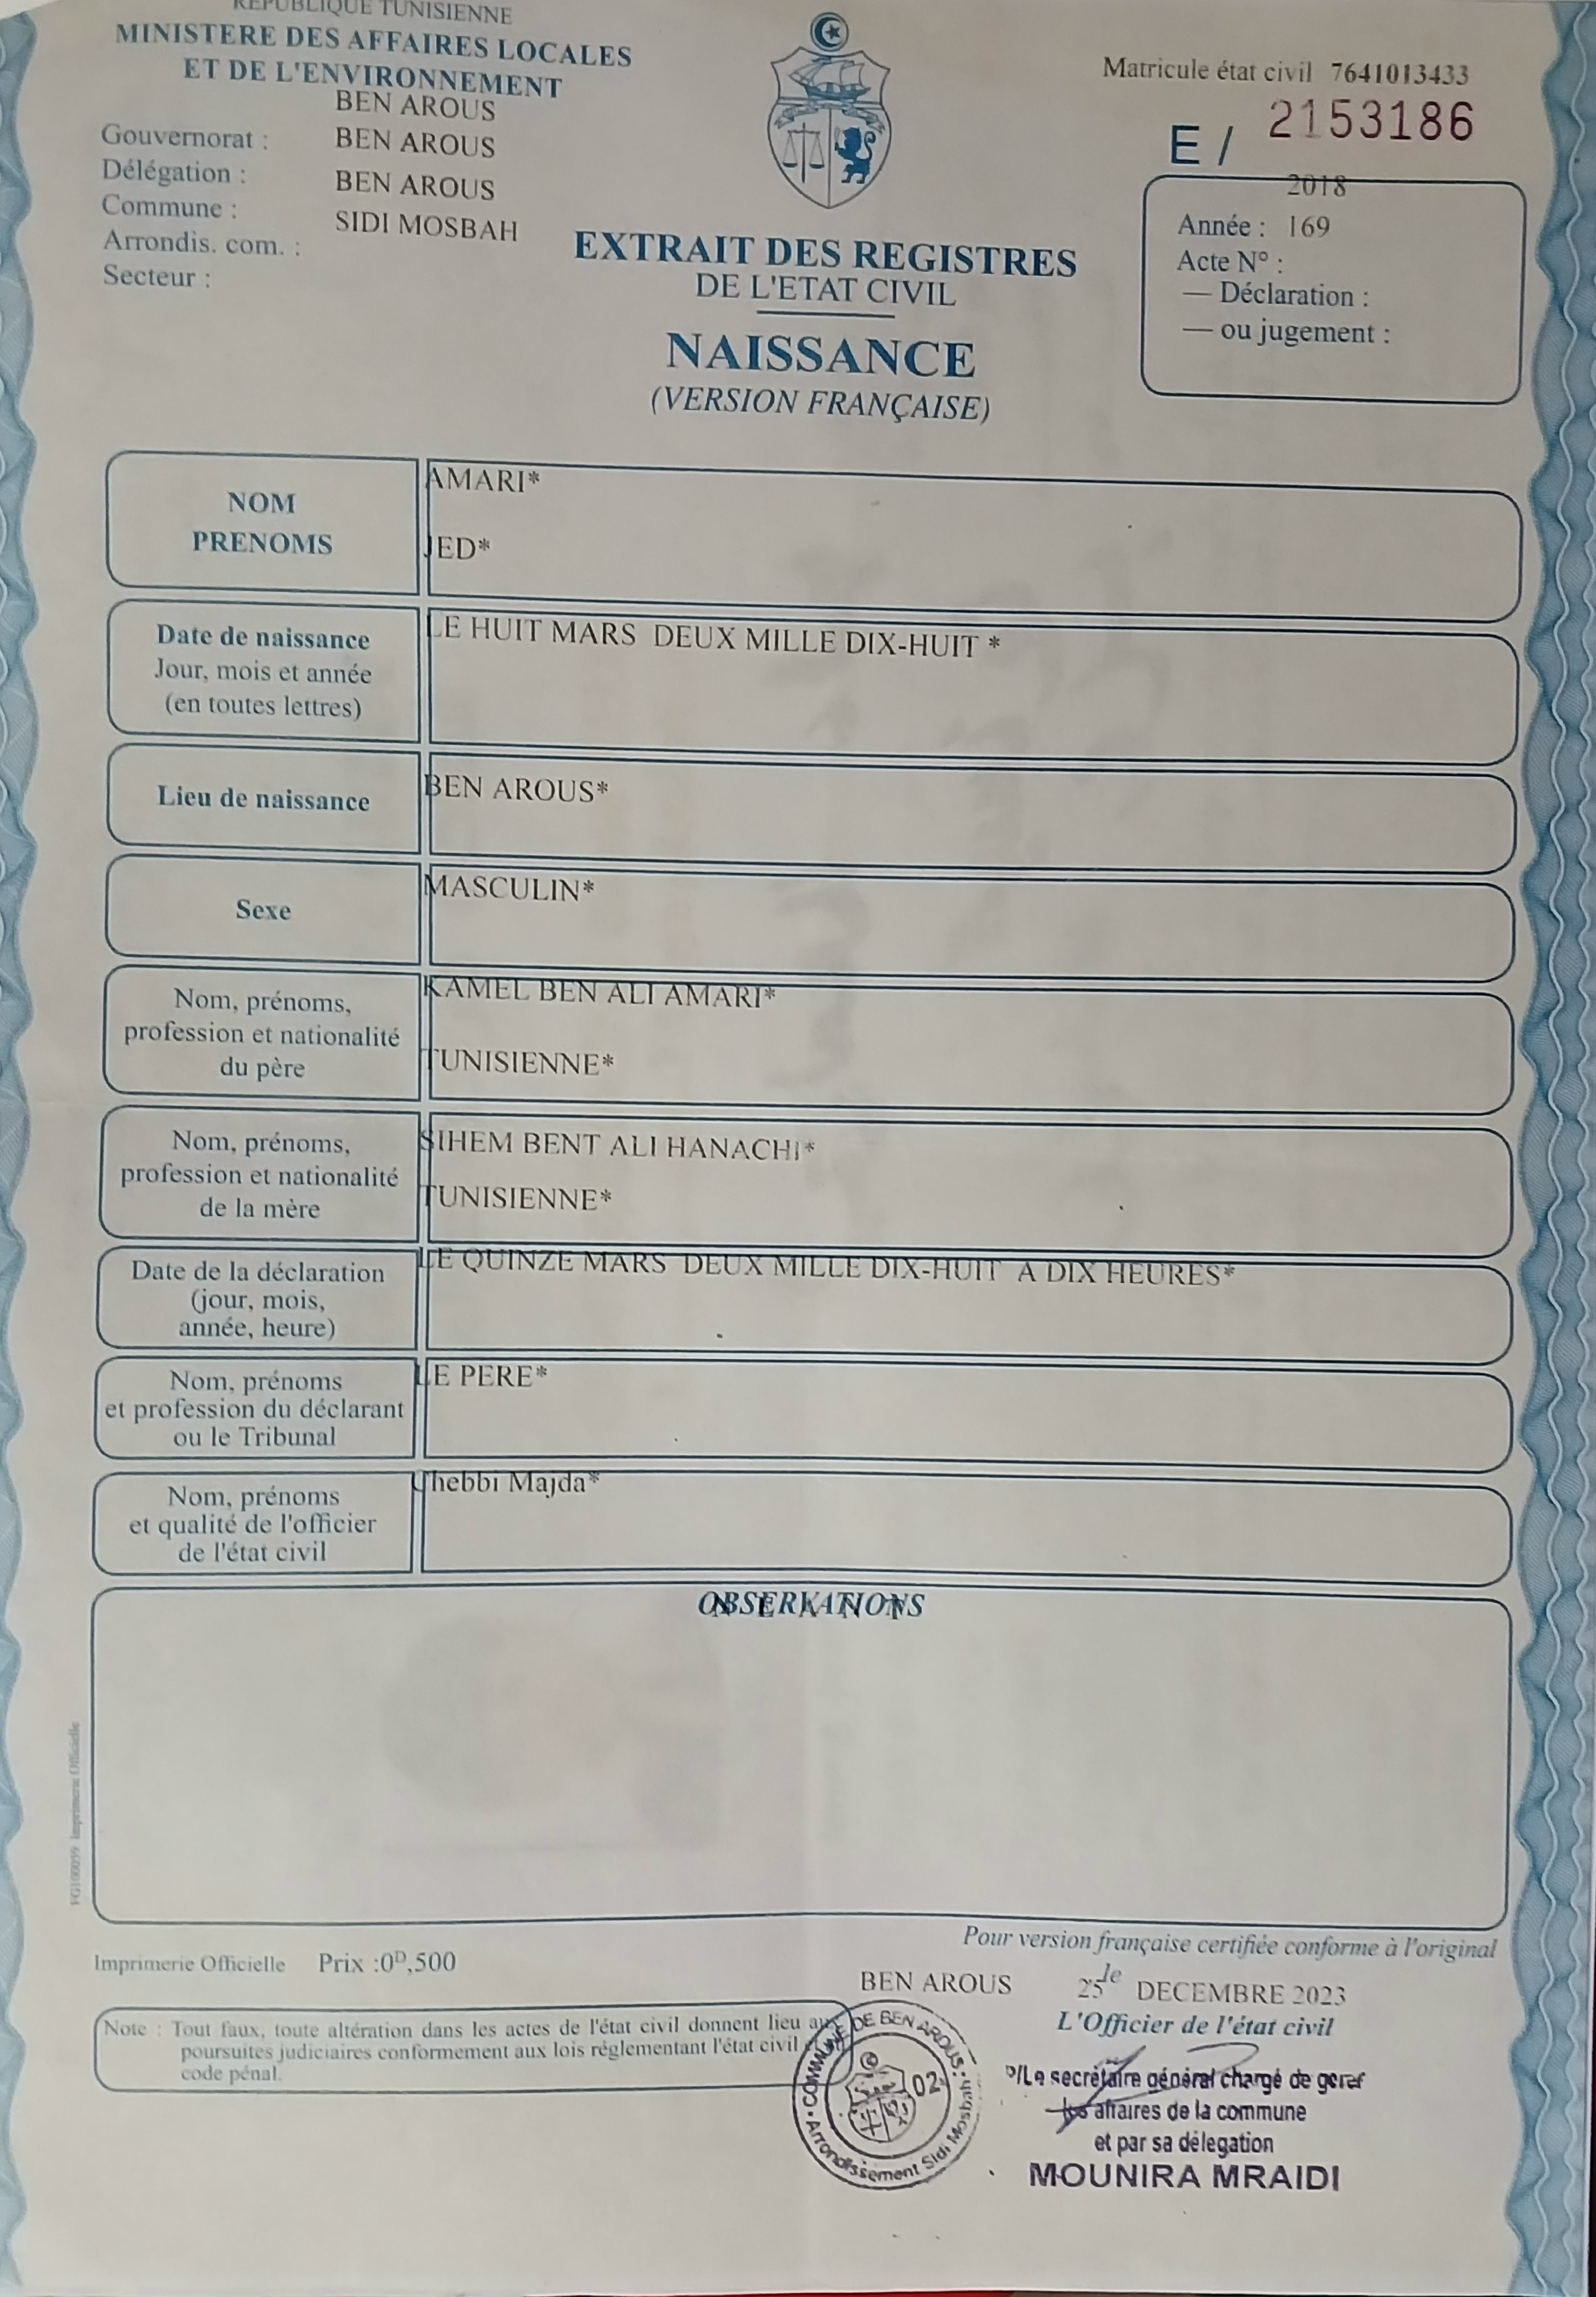 REPUBLIQUE TUNISIENNE
MINISTERE DES AFFAIRES LOCALES
ET DE L'ENVIRONNEMENT
BEN AROUS
Gouvernorat : BEN AROUS
Délégation : BEN AROUS
Commune : SIDI MOSBAH
Arrondis. com. :
Secteur :
Matricule état civil 7641013433
E / 2153186
2018
Année : 169
Acte N° :
— Déclaration :
— ou jugement :
EXTRAIT DES REGISTRES
DE L'ETAT CIVIL
NAISSANCE
(VERSION FRANÇAISE)
NOM AMARI*
PRENOMS JED*
Date de naissance LE HUIT MARS DEUX MILLE DIX-HUIT *
Jour, mois et année
(en toutes lettres)
Lieu de naissance BEN AROUS*
Sexe MASCULIN*
Nom, prénoms, KAMEL BEN ALI AMARI*
profession et nationalité
du père TUNISIENNE*
Nom, prénoms, SIHEM BENT ALI HANACHI*
profession et nationalité
de la mère TUNISIENNE*
Date de la déclaration LE QUINZE MARS DEUX MILLE DIX-HUIT A DIX HEURES*
(jour, mois,
année, heure)
Nom, prénoms LE PERE*
et profession du déclarant
ou le Tribunal
Nom, prénoms Chebbi Majda*
et qualité de l'officier
de l'état civil
OBSERVATIONS
N E A N T
FG100059 Imprimerie Officielle
Pour version française certifiée conforme à l'original
Imprimerie Officielle Prix :0D,500
BEN AROUS le 25 DECEMBRE 2023
L'Officier de l'état civil
Note : Tout faux, toute altération dans les actes de l'état civil donnent lieu aux
poursuites judiciaires conformement aux lois réglementant l'état civil
code pénal.
COMMUNE DE BEN AROUS
02
Arrondissement Sidi Mosbah
P/Le secrétaire général chargé de gerer
les affaires de la commune
et par sa délegation
MOUNIRA MRAIDI